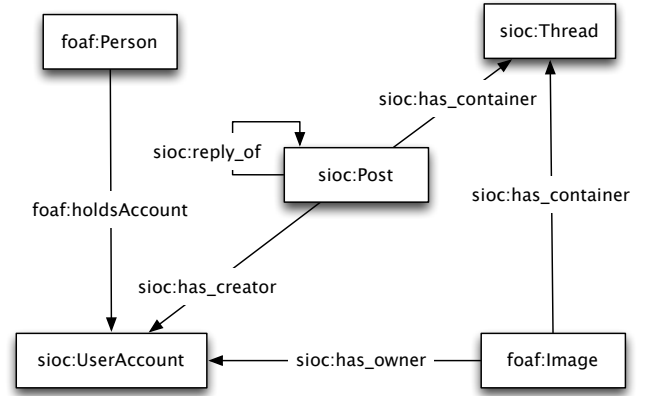 sioc:Thread
foaf:Person
sioc:has_container
sioc:reply_of
sioc:Post
sioc:has_container
foaf:holdsAccount
sioc:has_creator
sioc:UserAccount
sioc:has_owner
foaf:Image